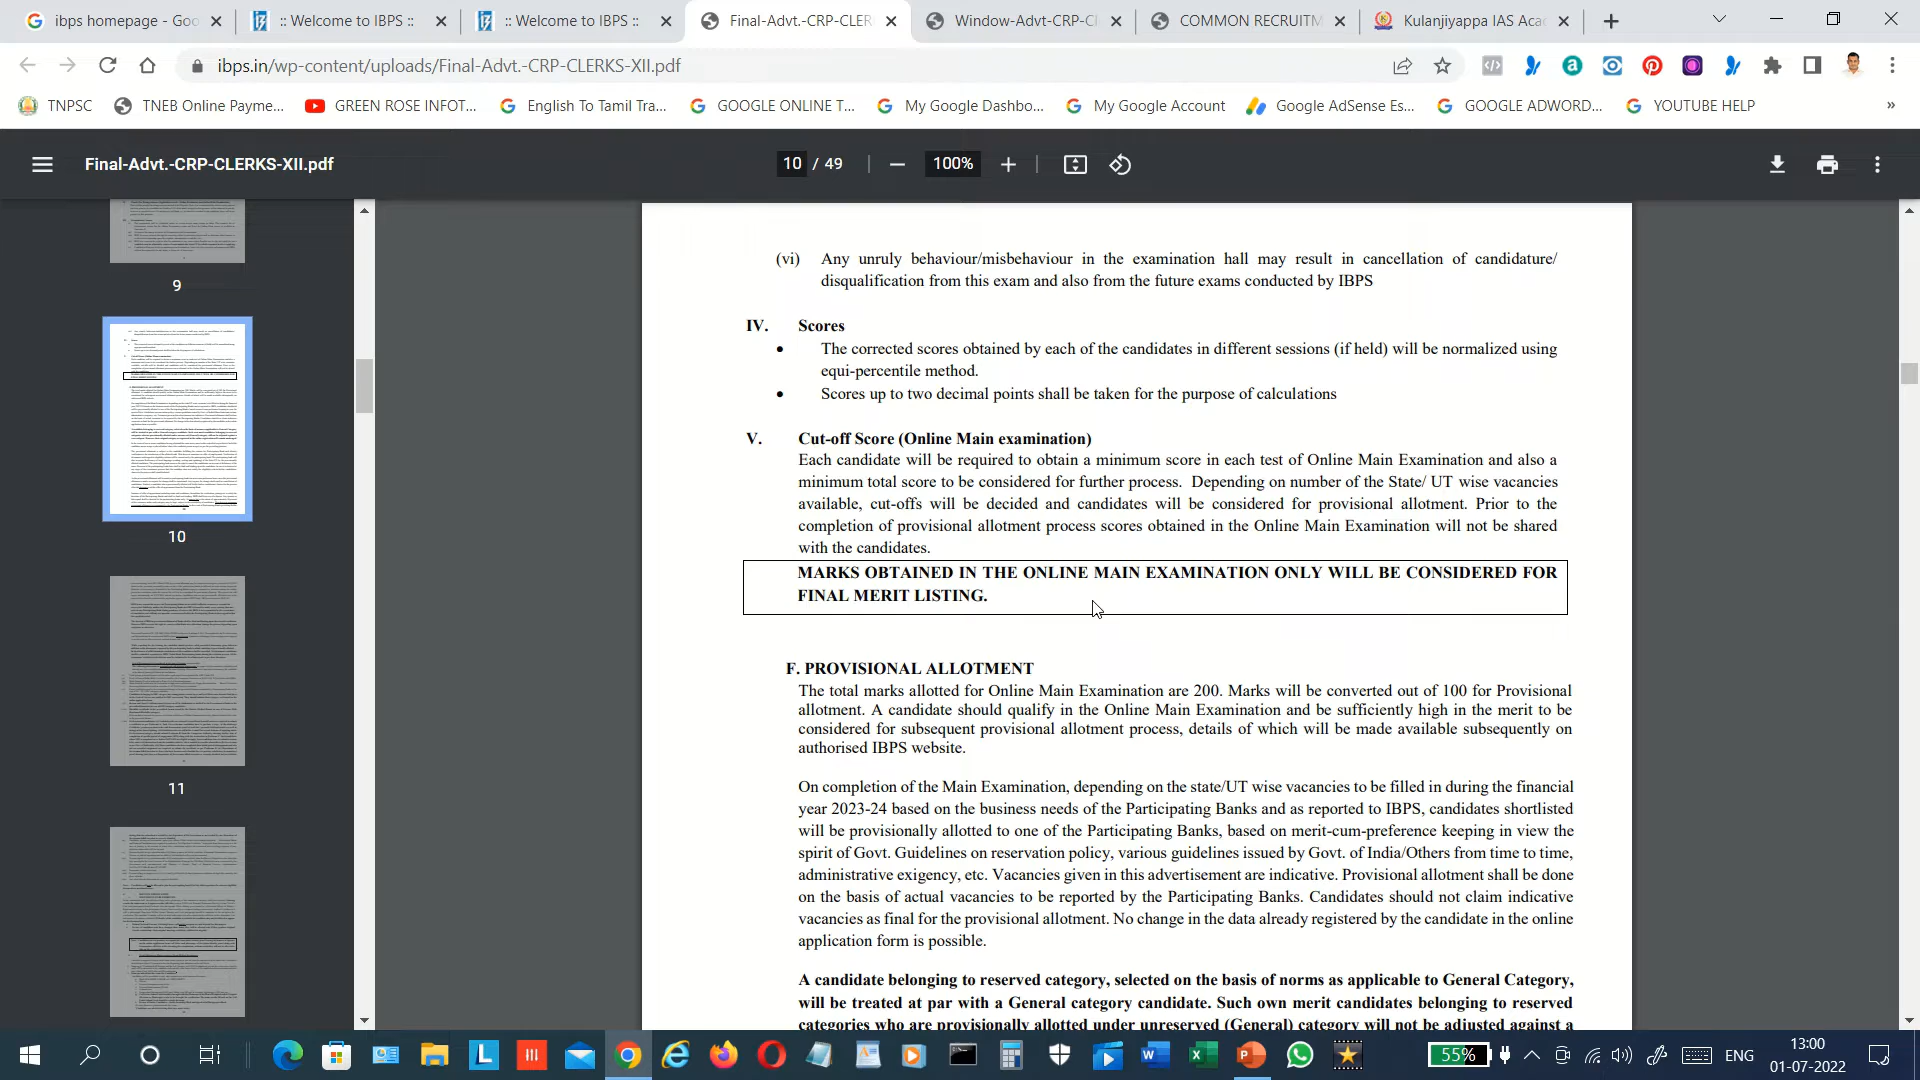 ibps homepage - Goo
:: Welcome to IBPS ::
:: Welcome to IBPS ::
Final-Advt.-CRP-CLER
Window-Advt-CRP-Cl
COMMON RECRUITM
Kulanjiyappa IAS Aca
ibps.in/wp-content/uploads/Final-Advt.-CRP-CLERKS-XII.pdf
TNPSC
TNEB Online Payme...
GREEN ROSE INFOT...
English To Tamil Tra...
GOOGLE ONLINE T...
My Google Dashbo...
My Google Account
Google AdSense Es...
GOOGLE ADWORD...
YOUTUBE HELP
»
Final-Advt.-CRP-CLERKS-XII.pdf
10 / 49
100%
9
10
11
(vi) Any unruly behaviour/misbehaviour in the examination hall may result in cancellation of candidature/
disqualification from this exam and also from the future exams conducted by IBPS
IV. Scores
• The corrected scores obtained by each of the candidates in different sessions (if held) will be normalized using
equi-percentile method.
• Scores up to two decimal points shall be taken for the purpose of calculations
V. Cut-off Score (Online Main examination)
Each candidate will be required to obtain a minimum score in each test of Online Main Examination and also a
minimum total score to be considered for further process. Depending on number of the State/ UT wise vacancies
available, cut-offs will be decided and candidates will be considered for provisional allotment. Prior to the
completion of provisional allotment process scores obtained in the Online Main Examination will not be shared
with the candidates.
MARKS OBTAINED IN THE ONLINE MAIN EXAMINATION ONLY WILL BE CONSIDERED FOR
FINAL MERIT LISTING.
F. PROVISIONAL ALLOTMENT
The total marks allotted for Online Main Examination are 200. Marks will be converted out of 100 for Provisional
allotment. A candidate should qualify in the Online Main Examination and be sufficiently high in the merit to be
considered for subsequent provisional allotment process, details of which will be made available subsequently on
authorised IBPS website.
On completion of the Main Examination, depending on the state/UT wise vacancies to be filled in during the financial
year 2023-24 based on the business needs of the Participating Banks and as reported to IBPS, candidates shortlisted
will be provisionally allotted to one of the Participating Banks, based on merit-cum-preference keeping in view the
spirit of Govt. Guidelines on reservation policy, various guidelines issued by Govt. of India/Others from time to time,
administrative exigency, etc. Vacancies given in this advertisement are indicative. Provisional allotment shall be done
on the basis of actual vacancies to be reported by the Participating Banks. Candidates should not claim indicative
vacancies as final for the provisional allotment. No change in the data already registered by the candidate in the online
application form is possible.
A candidate belonging to reserved category, selected on the basis of norms as applicable to General Category,
will be treated at par with a General category candidate. Such own merit candidates belonging to reserved
categories who are provisionally allotted under unreserved (General) category will not be adjusted against a
55%
ENG
13:00
01-07-2022